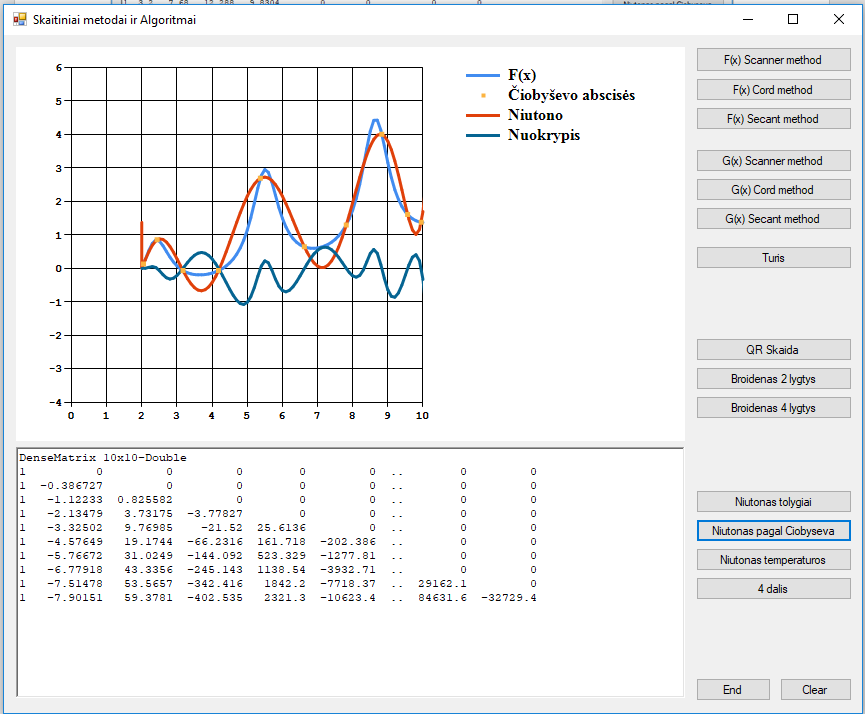 Skaitiniai metodai ir Algoritmai
6
5
4
3
2
1
0
-1
-2
-3
-4
0 1 2 3 4 5 6 7 8 9 10
F(x)
Čiobyševo abscisės
Niutono
Nuokrypis
F(x) Scanner method
F(x) Cord method
F(x) Secant method
G(x) Scanner method
G(x) Cord method
G(x) Secant method
Turis
QR Skaida
Broidenas 2 lygtys
Broidenas 4 lygtys
Niutonas tolygiai
Niutonas pagal Ciobyseva
Niutonas temperaturos
4 dalis
End
Clear
DenseMatrix 10x10-Double
1 0 0 0 0 0 .. 0 0
1 -0.386727 0 0 0 0 .. 0 0
1 -1.12233 0.825582 0 0 0 .. 0 0
1 -2.13479 3.73175 -3.77827 0 0 .. 0 0
1 -3.32502 9.76985 -21.52 25.6136 0 .. 0 0
1 -4.57649 19.1744 -66.2316 161.718 -202.386 .. 0 0
1 -5.76672 31.0249 -144.092 523.329 -1277.81 .. 0 0
1 -6.77918 43.3356 -245.143 1138.54 -3932.71 .. 0 0
1 -7.51478 53.5657 -342.416 1842.2 -7718.37 .. 29162.1 0
1 -7.90151 59.3781 -402.535 2321.3 -10623.4 .. 84631.6 -32729.4